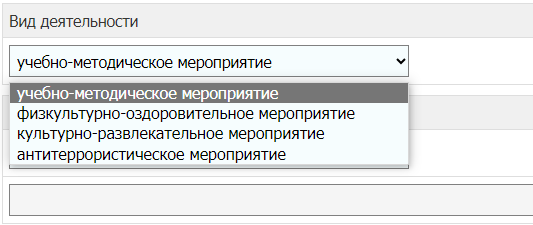 Вид деятельности
учебно-методическое мероприятие
учебно-методическое мероприятие
физкультурно-оздоровительное мероприятие
культурно-развлекательное мероприятие
антитеррористическое мероприятие